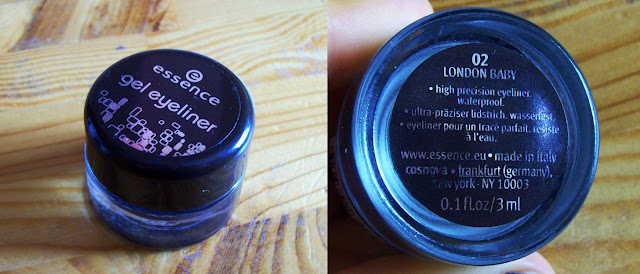 essence
gel eyeliner
02
LONDON BABY
• high precision eyeliner,
waterproof.
• ultra-präziser lidstrich, wasserfest.
• eyeliner pour un tracé parfait, résiste
à l'eau.
www.essence.eu • made in Italy
cosnova • frankfurt (germany),
new york - NY 10003
0.1 fl.oz/3 ml